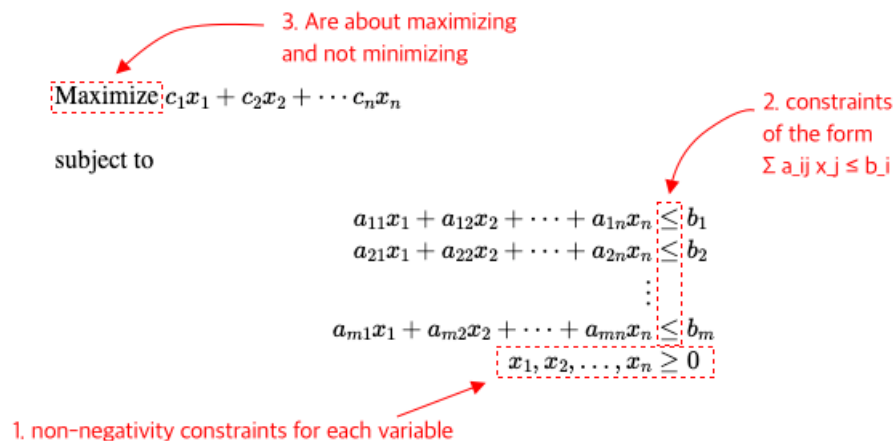 3. Are about maximizing
and not minimizing
Maximize c₁x₁ + c₂x₂ + ⋯ cₙxₙ
2. constraints
of the form
Σ a_ij x_j ≤ b_i
subject to
a₁₁x₁ + a₁₂x₂ + ⋯ + a₁ₙxₙ ≤ b₁
a₂₁x₁ + a₂₂x₂ + ⋯ + a₂ₙxₙ ≤ b₂
⋮
aₘ₁x₁ + aₘ₂x₂ + ⋯ + aₘₙxₙ ≤ bₘ
x₁, x₂, …, xₙ ≥ 0
1. non-negativity constraints for each variable